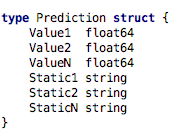 type Prediction struct {
    Value1  float64
    Value2  float64
    ValueN  float64
    Static1 string
    Static2 string
    StaticN string
}